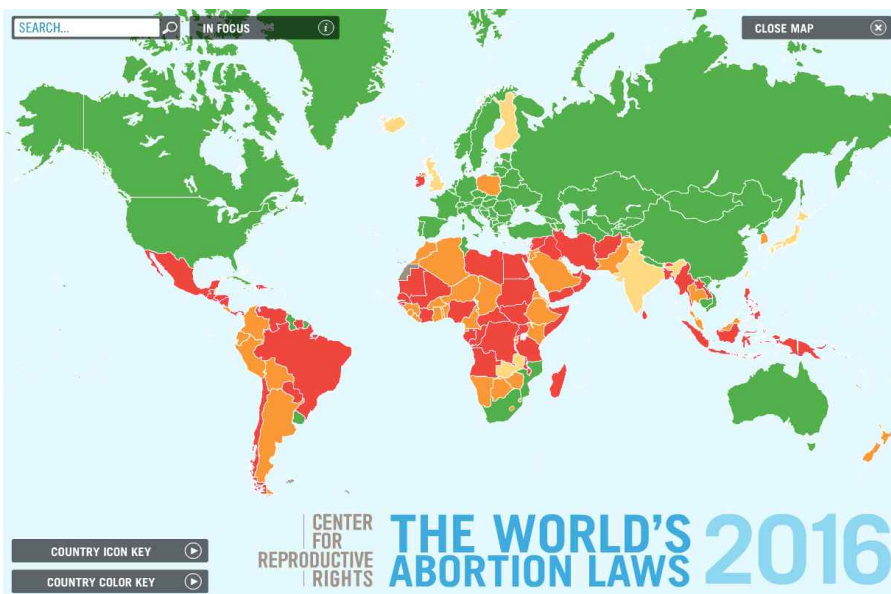 SEARCH...
IN FOCUS
CLOSE MAP
COUNTRY ICON KEY
COUNTRY COLOR KEY
CENTER
FOR
REPRODUCTIVE
RIGHTS
THE WORLD'S
ABORTION LAWS
2016